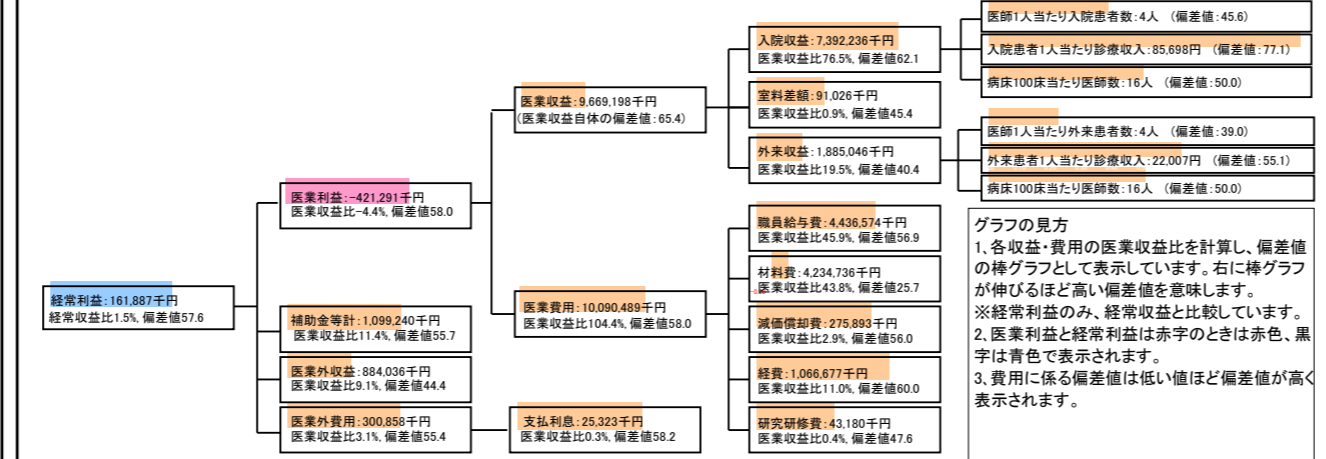 経常利益:161,887千円
経常収益比1.5%, 偏差値57.6
医業利益:-421,291千円
医業収益比-4.4%, 偏差値58.0
補助金等計:1,099,240千円
医業収益比11.4%, 偏差値55.7
医業外収益:884,036千円
医業収益比9.1%, 偏差値44.4
医業外費用:300,858千円
医業収益比3.1%, 偏差値55.4
医業収益:9,669,198千円
(医業収益自体の偏差値:65.4)
医業費用:10,090,489千円
医業収益比104.4%, 偏差値58.0
支払利息:25,323千円
医業収益比0.3%, 偏差値58.2
入院収益:7,392,236千円
医業収益比76.5%, 偏差値62.1
室料差額:91,026千円
医業収益比0.9%, 偏差値45.4
外来収益:1,885,046千円
医業収益比19.5%, 偏差値40.4
職員給与費:4,436,574千円
医業収益比45.9%, 偏差値56.9
材料費:4,234,736千円
医業収益比43.8%, 偏差値25.7
減価償却費:275,893千円
医業収益比2.9%, 偏差値56.0
経費:1,066,677千円
医業収益比11.0%, 偏差値60.0
研究研修費:43,180千円
医業収益比0.4%, 偏差値47.6
医師1人当たり入院患者数:4人 (偏差値:45.6)
入院患者1人当たり診療収入:85,698円 (偏差値:77.1)
病床100床当たり医師数:16人 (偏差値:50.0)
医師1人当たり外来患者数:4人 (偏差値:39.0)
外来患者1人当たり診療収入:22,007円 (偏差値:55.1)
病床100床当たり医師数:16人 (偏差値:50.0)
グラフの見方
1、各収益・費用の医業収益比を計算し、偏差値
の棒グラフとして表示しています。右に棒グラフ
が伸びるほど高い偏差値を意味します。
※経常利益のみ、経常収益と比較しています。
2、医業利益と経常利益は赤字のときは赤色、黒
字は青色で表示されます。
3、費用に係る偏差値は低い値ほど偏差値が高く
表示されます。